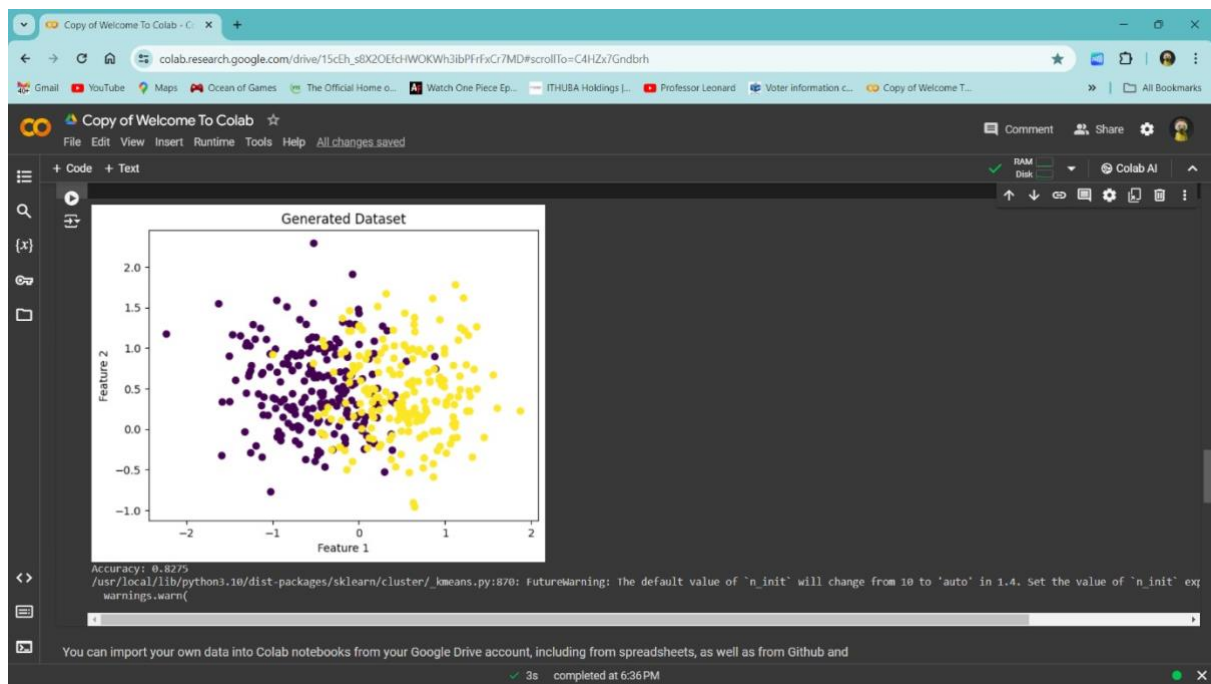 Copy of Welcome To Colab - C
colab.research.google.com/drive/15cEh_s8X2OEfcHWOKWh3ibPFrFxCr7MD#scrollTo=C4HZx7Gndbrh
Gmail YouTube Maps Ocean of Games The Official Home o... Watch One Piece Ep... ITHUBA Holdings |... Professor Leonard Voter information c... Copy of Welcome T... » All Bookmarks
CO Copy of Welcome To Colab
Comment Share
File Edit View Insert Runtime Tools Help All changes saved
+ Code + Text
RAM
Disk
Colab AI
{x}
Generated Dataset
2.0
1.5
1.0
0.5
0.0
−0.5
−1.0
Feature 2
−2 −1 0 1 2
Feature 1
Accuracy: 0.8275
/usr/local/lib/python3.10/dist-packages/sklearn/cluster/_kmeans.py:870: FutureWarning: The default value of `n_init` will change from 10 to 'auto' in 1.4. Set the value of `n_init` exp
warnings.warn(
You can import your own data into Colab notebooks from your Google Drive account, including from spreadsheets, as well as from Github and
3s completed at 6:36 PM